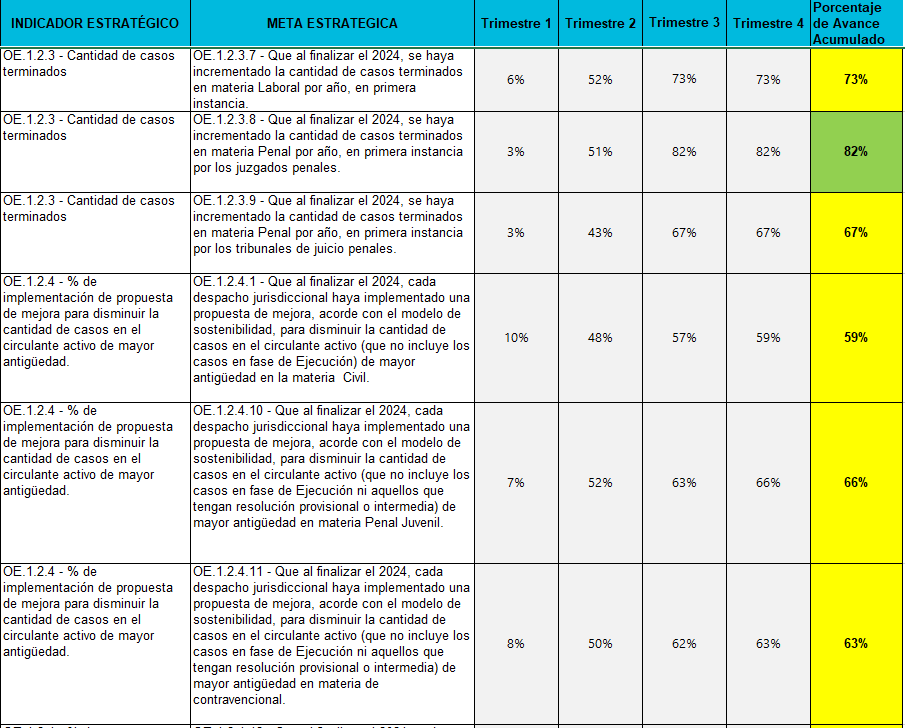 INDICADOR ESTRATÉGICO
META ESTRATEGICA
Trimestre 1
Trimestre 2
Trimestre 3
Trimestre 4
Porcentaje
de Avance
Acumulado
OE.1.2.3 - Cantidad de casos
terminados
OE.1.2.3.7 - Que al finalizar el 2024, se haya
incrementado la cantidad de casos terminados
en materia Laboral por año, en primera
instancia.
6%
52%
73%
73%
73%
OE.1.2.3 - Cantidad de casos
terminados
OE.1.2.3.8 - Que al finalizar el 2024, se haya
incrementado la cantidad de casos terminados
en materia Penal por año, en primera instancia
por los juzgados penales.
3%
51%
82%
82%
82%
OE.1.2.3 - Cantidad de casos
terminados
OE.1.2.3.9 - Que al finalizar el 2024, se haya
incrementado la cantidad de casos terminados
en materia Penal por año, en primera instancia
por los tribunales de juicio penales.
3%
43%
67%
67%
67%
OE.1.2.4 - % de
implementación de propuesta
de mejora para disminuir la
cantidad de casos en el
circulante activo de mayor
antigüedad.
OE.1.2.4.1 - Que al finalizar el 2024, cada
despacho jurisdiccional haya implementado una
propuesta de mejora, acorde con el modelo de
sostenibilidad, para disminuir la cantidad de
casos en el circulante activo (que no incluye los
casos en fase de Ejecución) de mayor
antigüedad en la materia  Civil.
10%
48%
57%
59%
59%
OE.1.2.4 - % de
implementación de propuesta
de mejora para disminuir la
cantidad de casos en el
circulante activo de mayor
antigüedad.
OE.1.2.4.10 - Que al finalizar el 2024, cada
despacho jurisdiccional haya implementado una
propuesta de mejora, acorde con el modelo de
sostenibilidad, para disminuir la cantidad de
casos en el circulante activo (que no incluye los
casos en fase de Ejecución ni aquellos que
tengan resolución provisional o intermedia) de
mayor antigüedad en materia Penal Juvenil.
7%
52%
63%
66%
66%
OE.1.2.4 - % de
implementación de propuesta
de mejora para disminuir la
cantidad de casos en el
circulante activo de mayor
antigüedad.
OE.1.2.4.11 - Que al finalizar el 2024, cada
despacho jurisdiccional haya implementado una
propuesta de mejora, acorde con el modelo de
sostenibilidad, para disminuir la cantidad de
casos en el circulante activo (que no incluye los
casos en fase de Ejecución ni aquellos que
tengan resolución provisional o intermedia) de
mayor antigüedad en materia de
contravencional.
8%
50%
62%
63%
63%